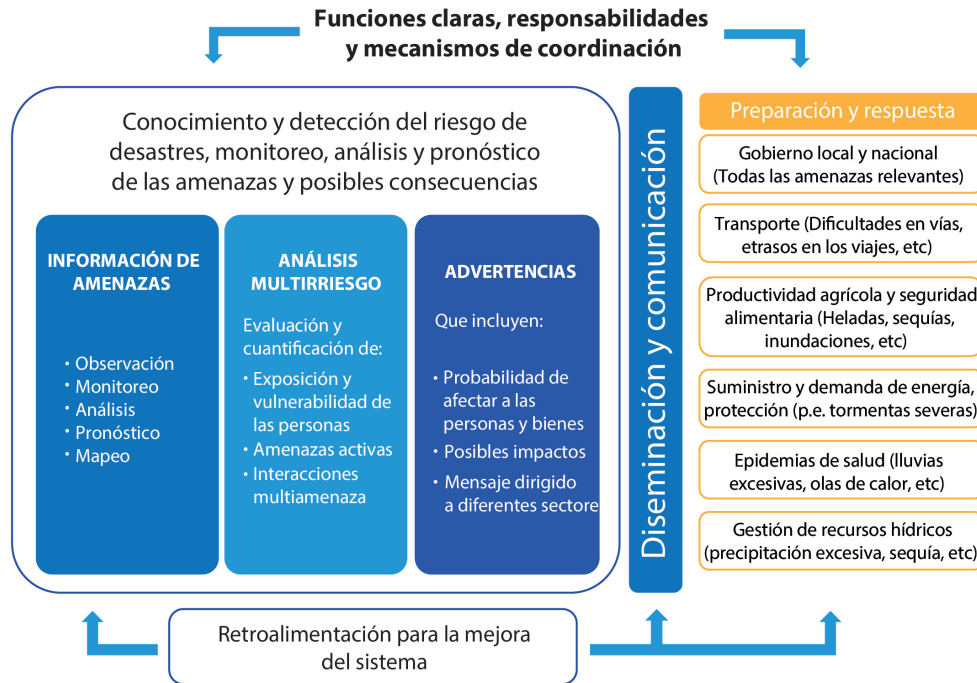 Funciones claras, responsabilidades
y mecanismos de coordinación
Conocimiento y detección del riesgo de
desastres, monitoreo, análisis y pronóstico
de las amenazas y posibles consecuencias
INFORMACIÓN DE
AMENAZAS
• Observación
• Monitoreo
• Análisis
• Pronóstico
• Mapeo
ANÁLISIS
MULTIRRIESGO
Evaluación y
cuantificación de:
• Exposición y
vulnerabilidad de
las personas
• Amenazas activas
• Interacciones
multiamenaza
ADVERTENCIAS
Que incluyen:
• Probabilidad de
afectar a las
personas y bienes
• Posibles impactos
• Mensaje dirigido
a diferentes sectore
Diseminación y comunicación
Preparación y respuesta
Gobierno local y nacional
(Todas las amenazas relevantes)
Transporte (Dificultades en vías,
etrasos en los viajes, etc)
Productividad agrícola y seguridad
alimentaria (Heladas, sequías,
inundaciones, etc)
Suministro y demanda de energía,
protección (p.e. tormentas severas)
Epidemias de salud (lluvias
excesivas, olas de calor, etc)
Gestión de recursos hídricos
(precipitación excesiva, sequía, etc)
Retroalimentación para la mejora
del sistema